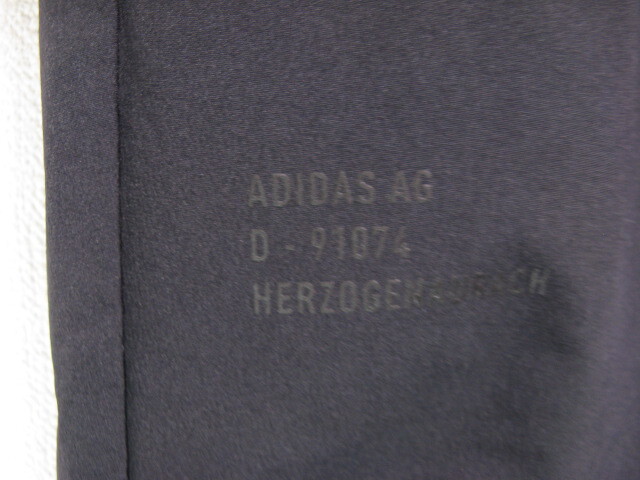 ADIDAS AG
D - 91074
HERZOGENAURACH